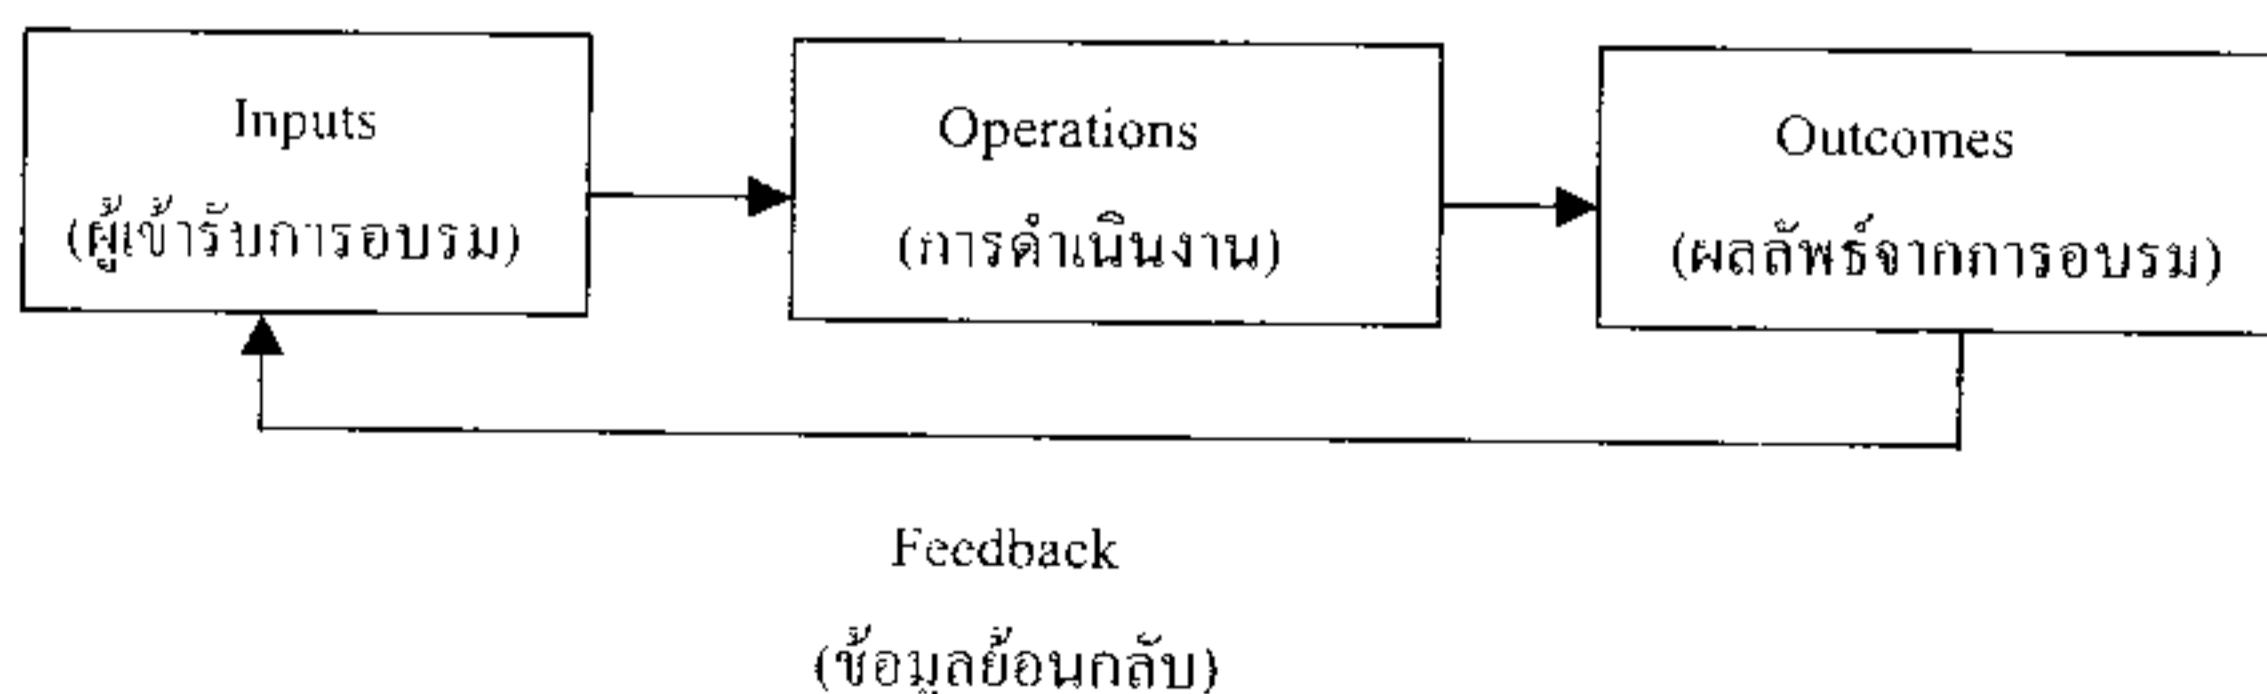 Inputs
(ผู้เข้ารับการอบรม)
Operations
(การดำเนินงาน)
Outcomes
(ผลลัพธ์จากการอบรม)
Feedback
(ข้อมูลย้อนกลับ)